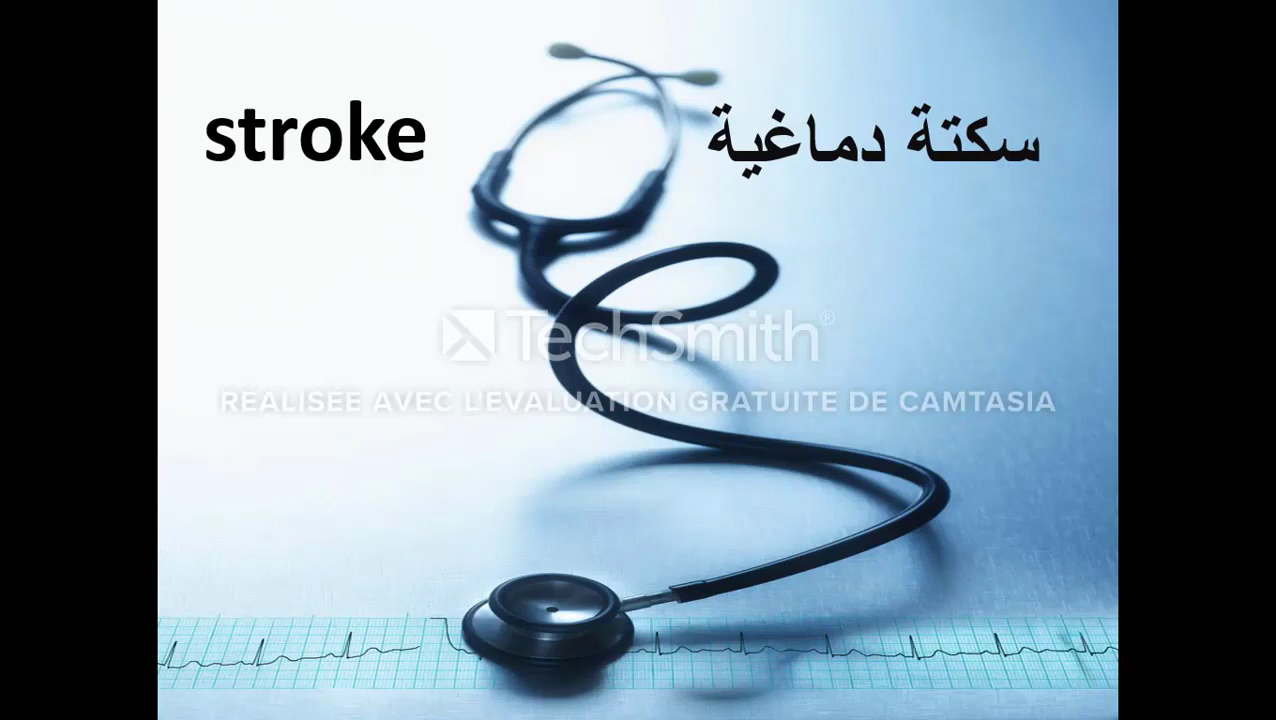 stroke
سكتة دماغية
TechSmith®
RÉALISÉE AVEC L'ÉVALUATION GRATUITE DE CAMTASIA